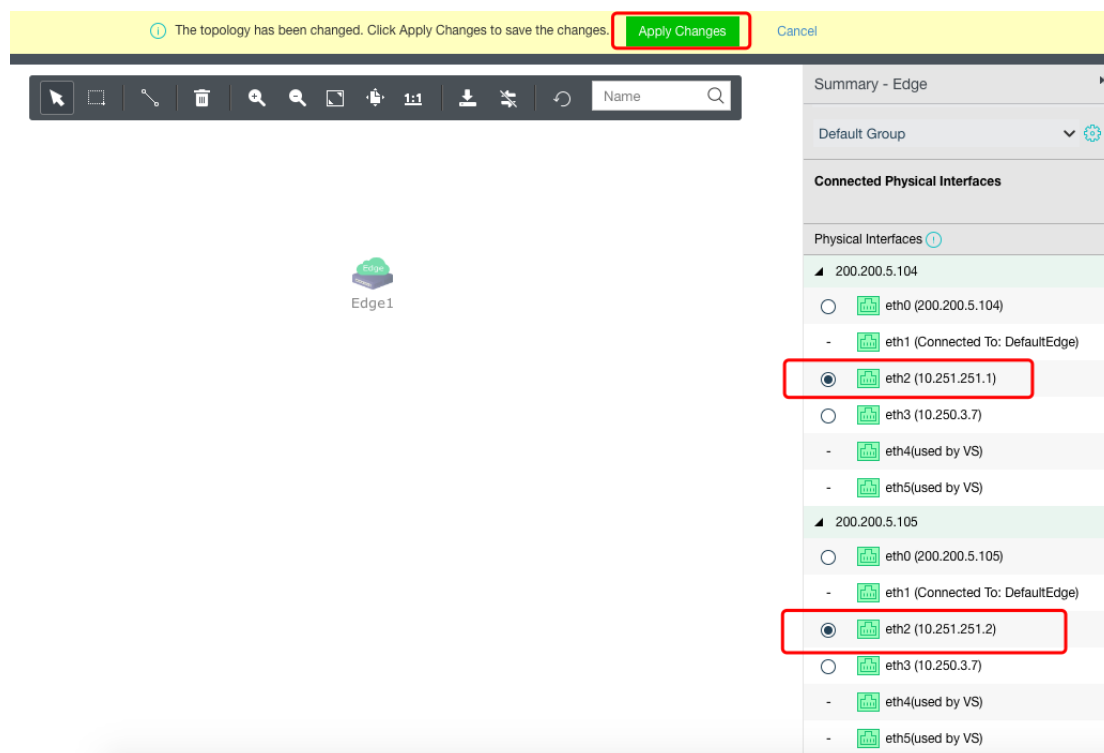 The topology has been changed. Click Apply Changes to save the changes. Apply Changes Cancel
1:1 Name
Summary - Edge
Default Group
Connected Physical Interfaces
Physical Interfaces
200.200.5.104
Edge
Edge1
eth0 (200.200.5.104)
- eth1 (Connected To: DefaultEdge)
eth2 (10.251.251.1)
eth3 (10.250.3.7)
- eth4(used by VS)
- eth5(used by VS)
200.200.5.105
eth0 (200.200.5.105)
- eth1 (Connected To: DefaultEdge)
eth2 (10.251.251.2)
eth3 (10.250.3.7)
- eth4(used by VS)
- eth5(used by VS)